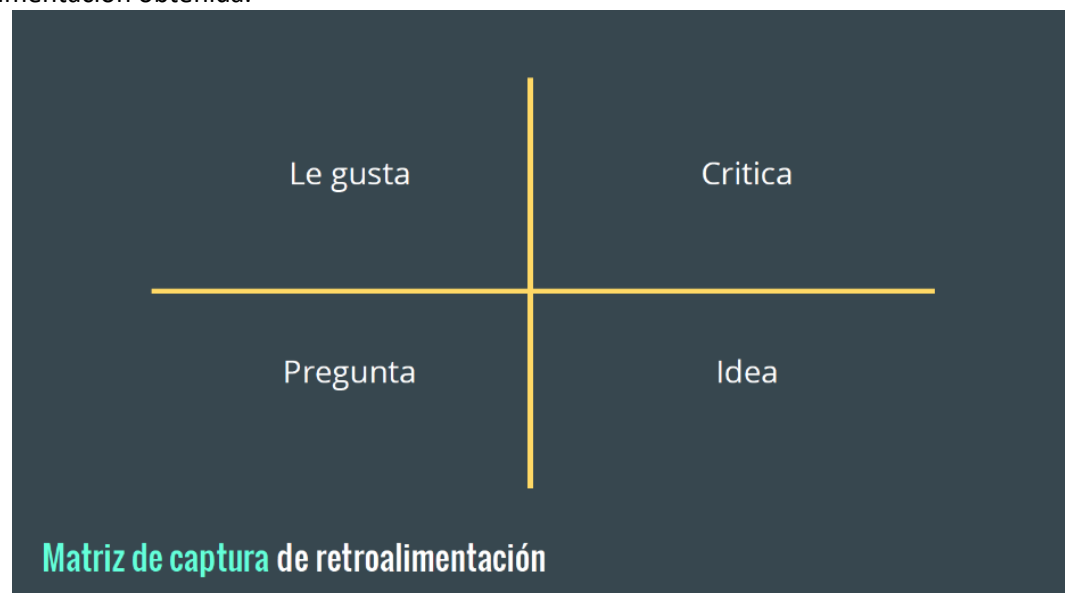 Le gusta
Critica
Pregunta
Idea
Matriz de captura de retroalimentación